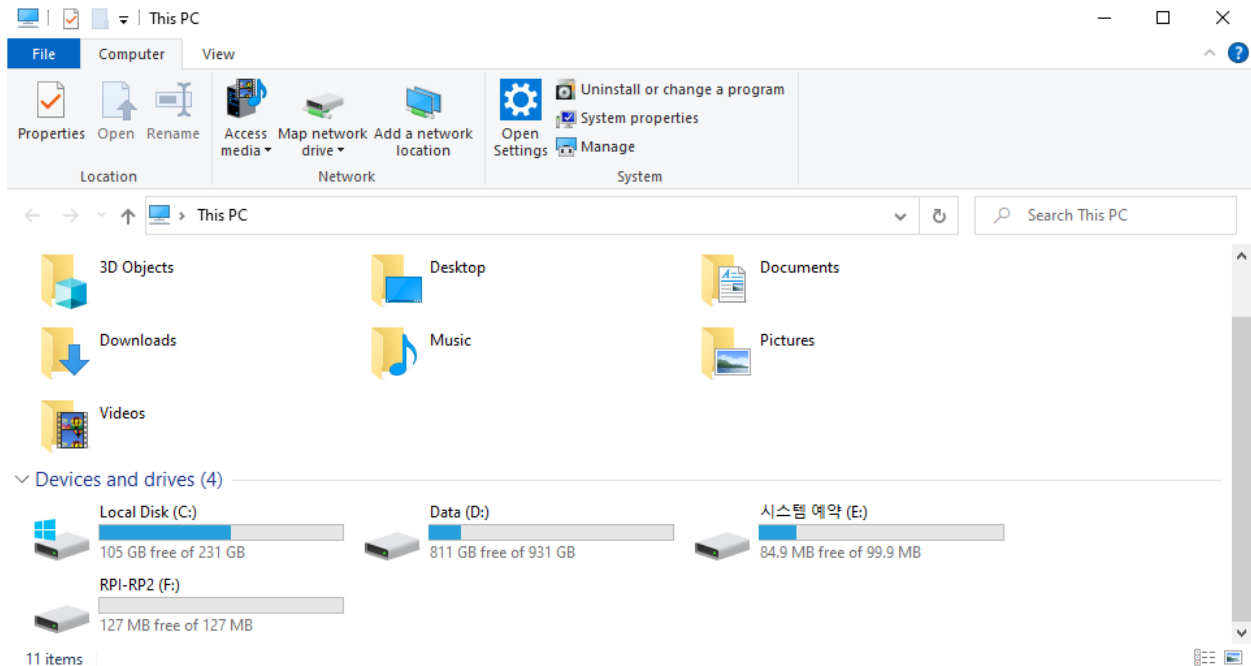 This PC
File Computer View
Properties Open Rename Access media Map network drive Add a network location Open Settings Uninstall or change a program
System properties
Manage
Location Network System
This PC Search This PC
3D Objects Desktop Documents
Downloads Music Pictures
Videos
Devices and drives (4)
Local Disk (C:) Data (D:) 시스템 예약 (E:)
105 GB free of 231 GB 811 GB free of 931 GB 84.9 MB free of 99.9 MB
RPI-RP2 (F:)
127 MB free of 127 MB
11 items